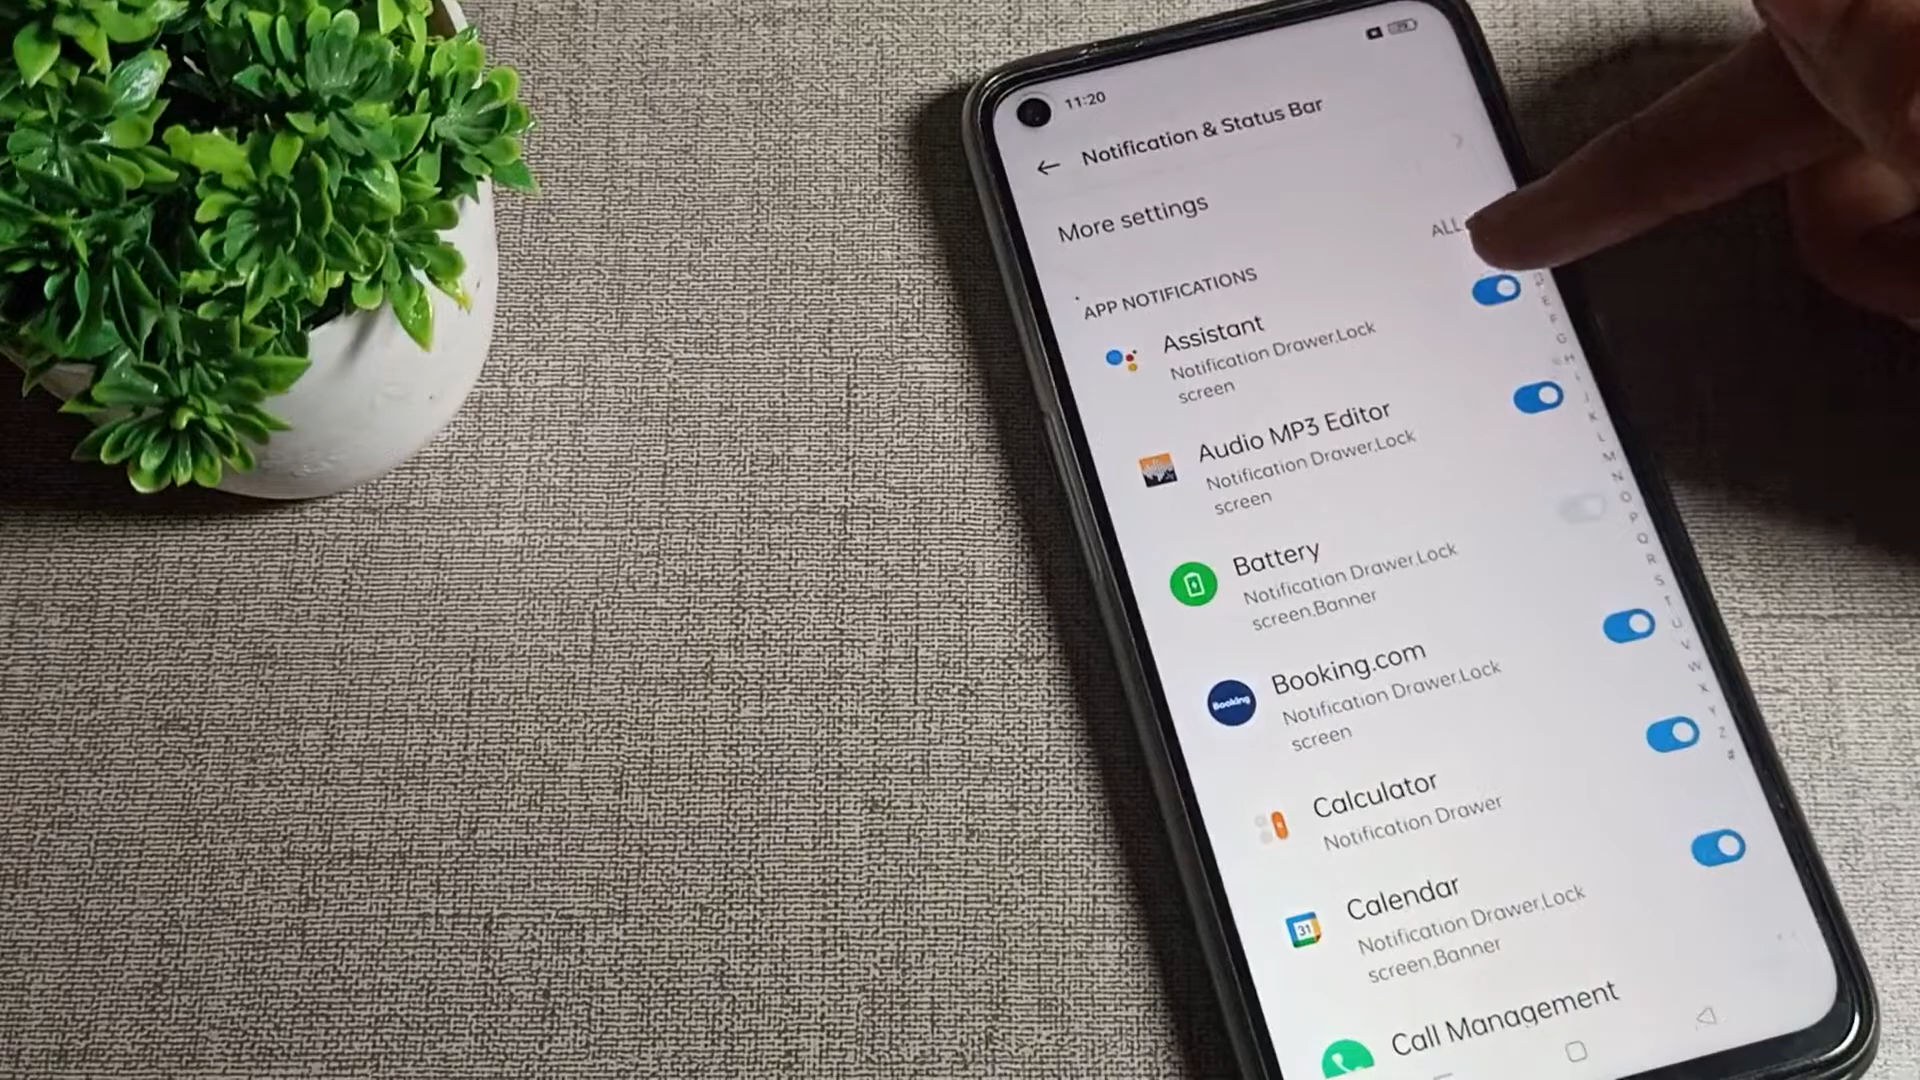 11:20
Notification & Status Bar
More settings
ALL
APP NOTIFICATIONS
Assistant
Notification Drawer,Lock
screen
Audio MP3 Editor
Notification Drawer,Lock
screen
Battery
Notification Drawer,Lock
screen,Banner
Booking
Booking.com
Notification Drawer,Lock
screen
Calculator
Notification Drawer
31
Calendar
Notification Drawer,Lock
screen,Banner
Call Management
E
F
G
H
I
J
K
L
M
N
O
P
Q
R
S
T
U
V
W
X
Y
Z
#